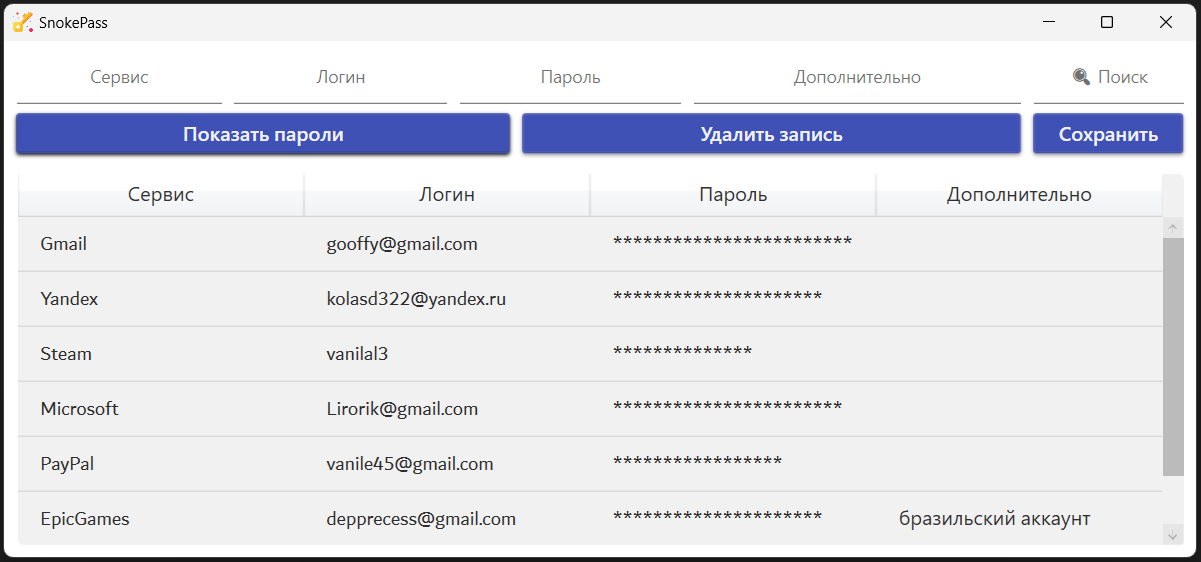 SnokePass
Сервис Логин Пароль Дополнительно Поиск
Показать пароли Удалить запись Сохранить
Сервис Логин Пароль Дополнительно
Gmail gooffy@gmail.com ************************
Yandex kolasd322@yandex.ru *********************
Steam vanilal3 **************
Microsoft Lirorik@gmail.com ***********************
PayPal vanile45@gmail.com *****************
EpicGames depprecess@gmail.com ********************* бразильский аккаунт